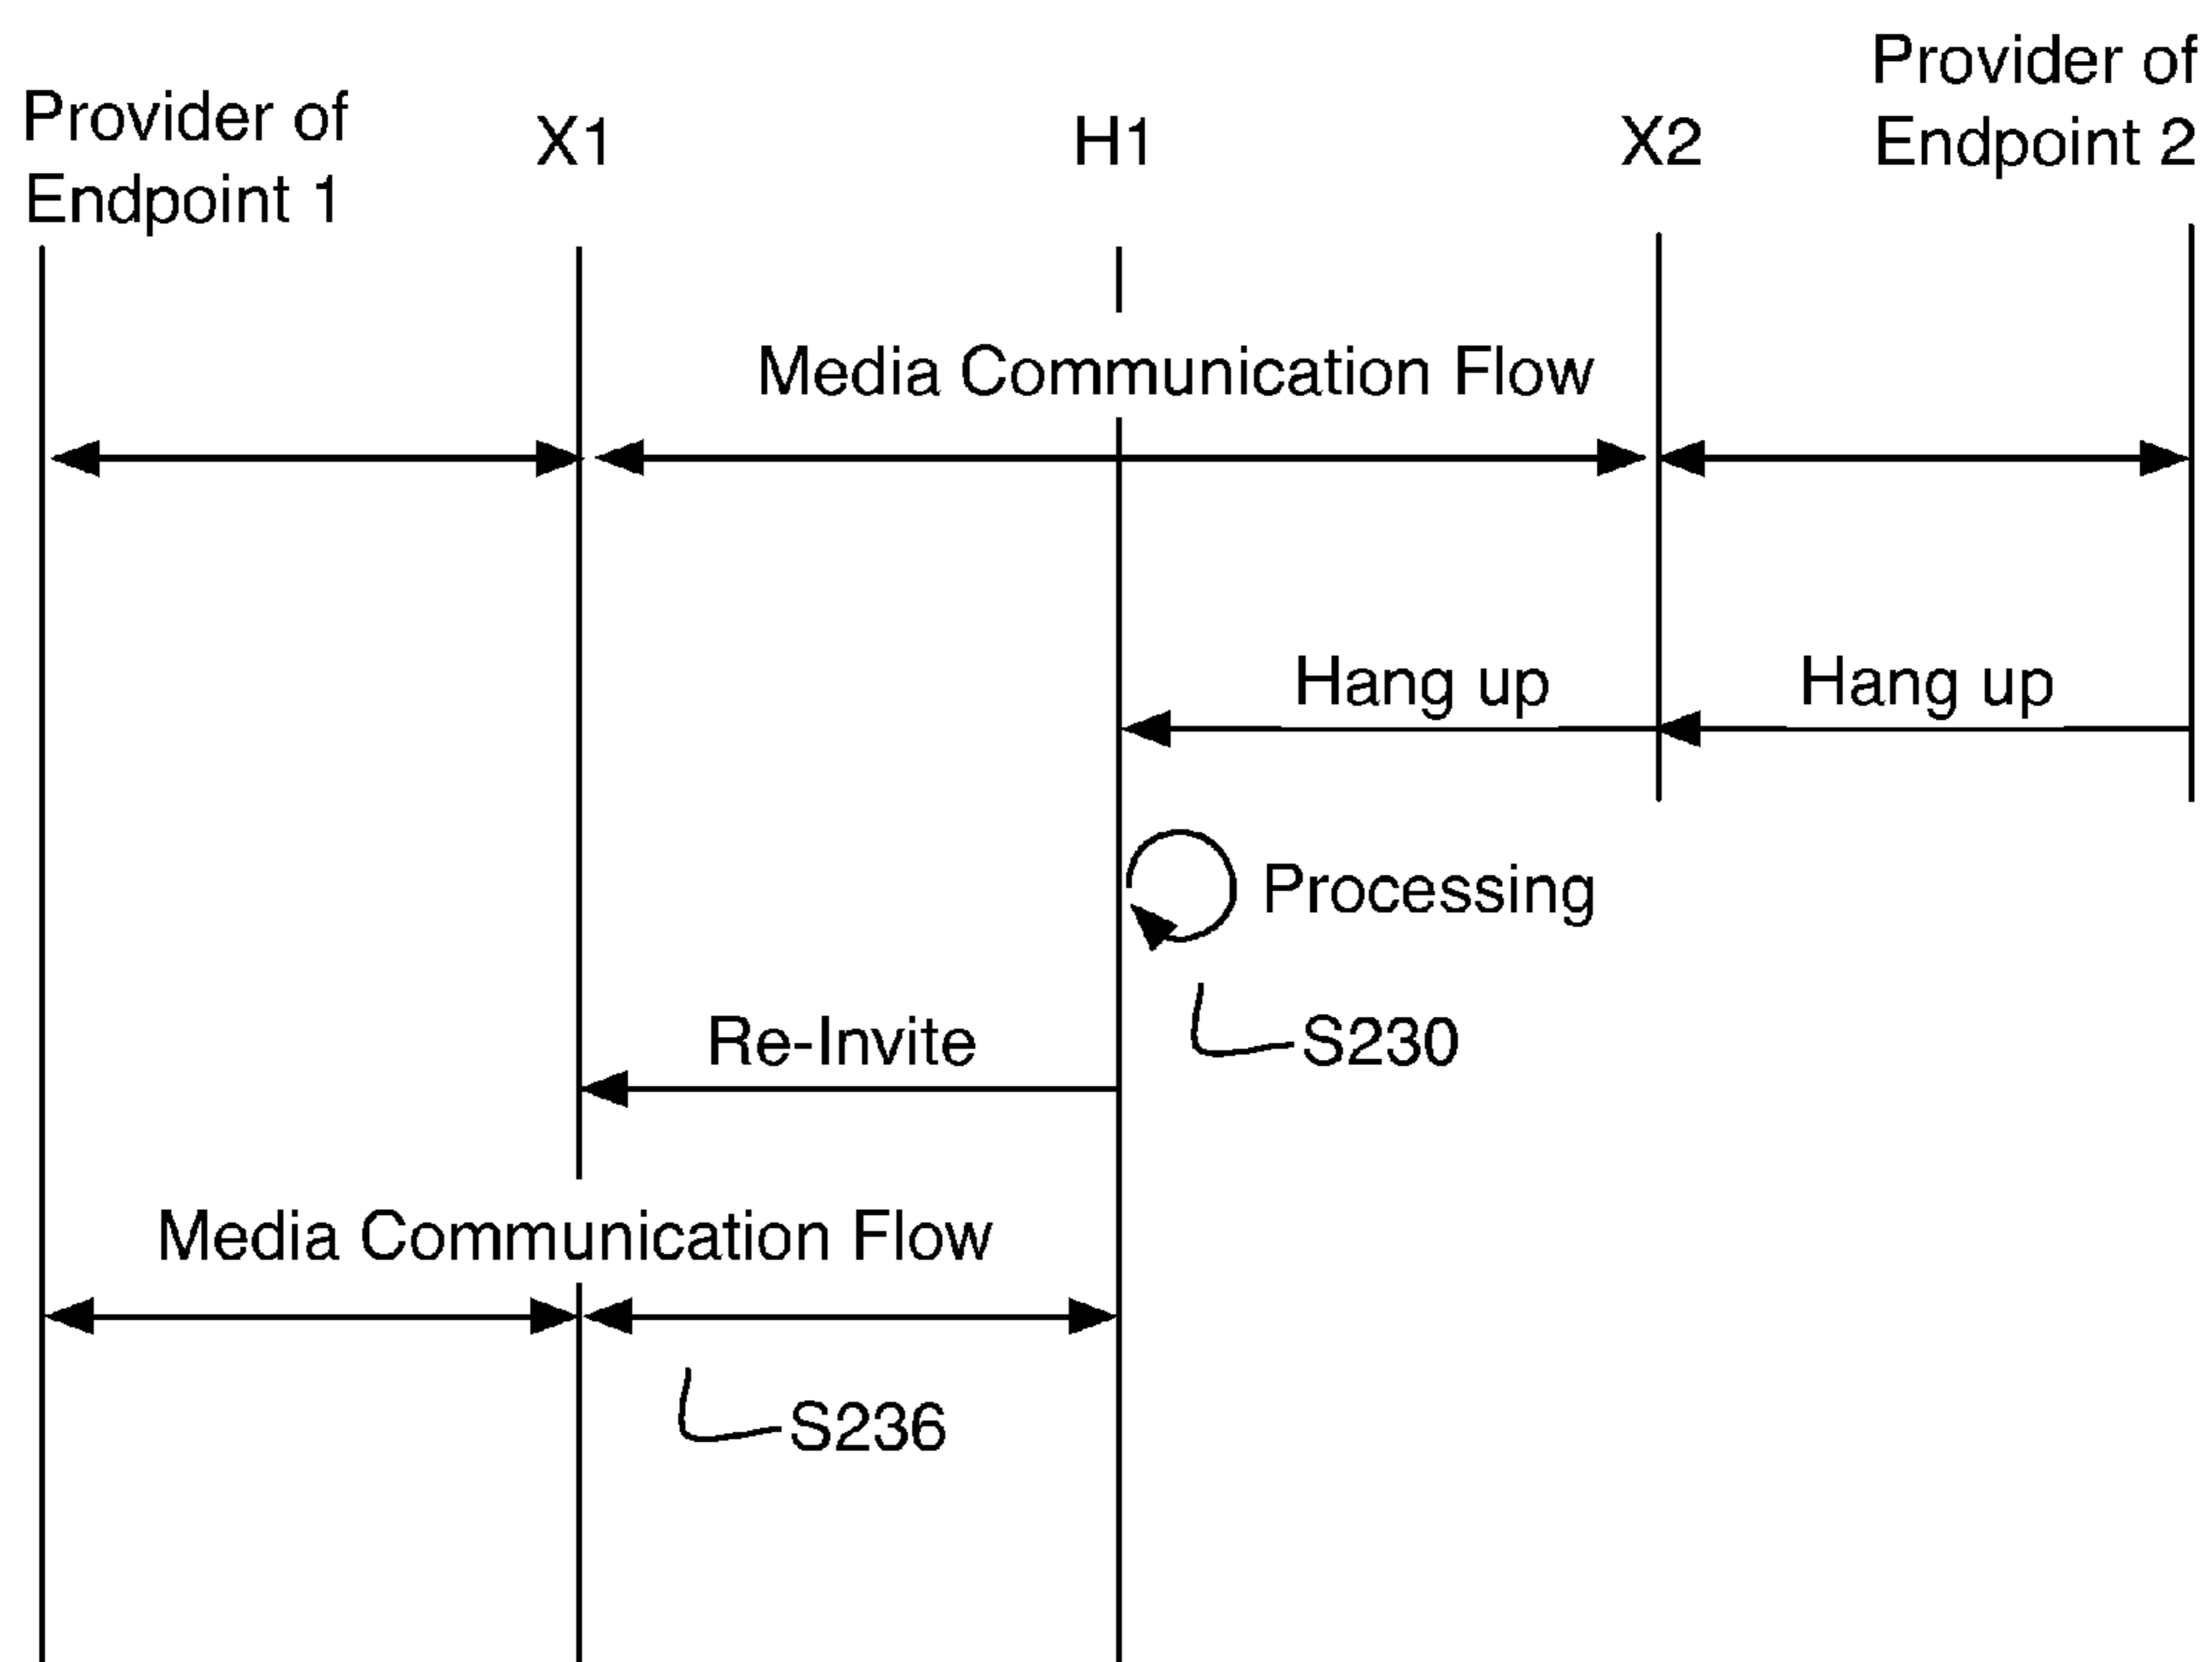 Provider of
Endpoint 1
X1
H1
X2
Provider of
Endpoint 2
Media Communication Flow
Hang up
Hang up
Processing
S230
Re-Invite
Media Communication Flow
S236